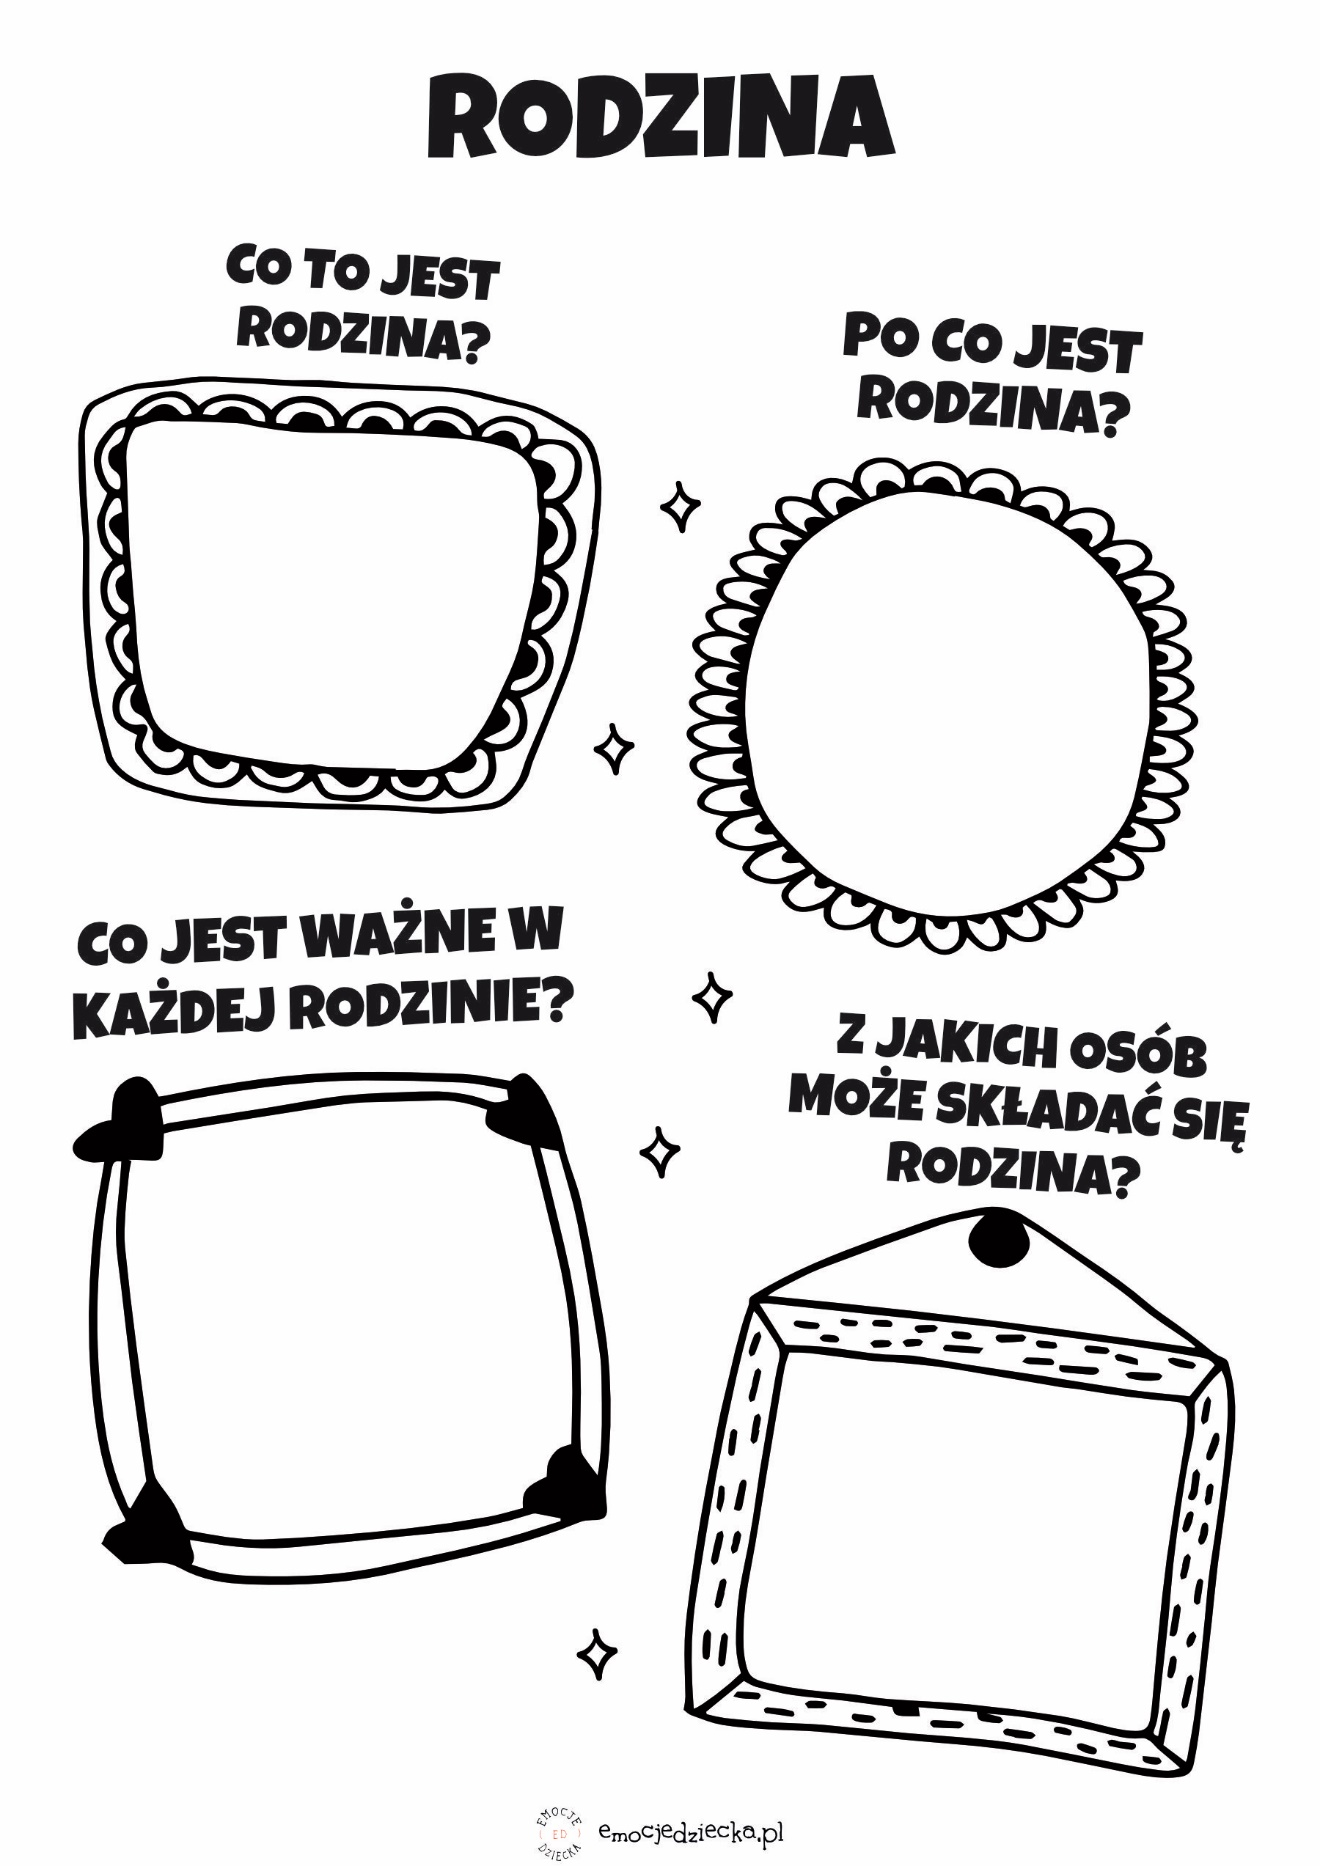 RODZINA
CO TO JEST
RODZINA?
PO CO JEST
RODZINA?
CO JEST WAŻNE W
KAŻDEJ RODZINIE?
Z JAKICH OSÓB
MOŻE SKŁADAĆ SIĘ
RODZINA?
EMOCJE
ED
DZIECKA
emocjedziecka.pl